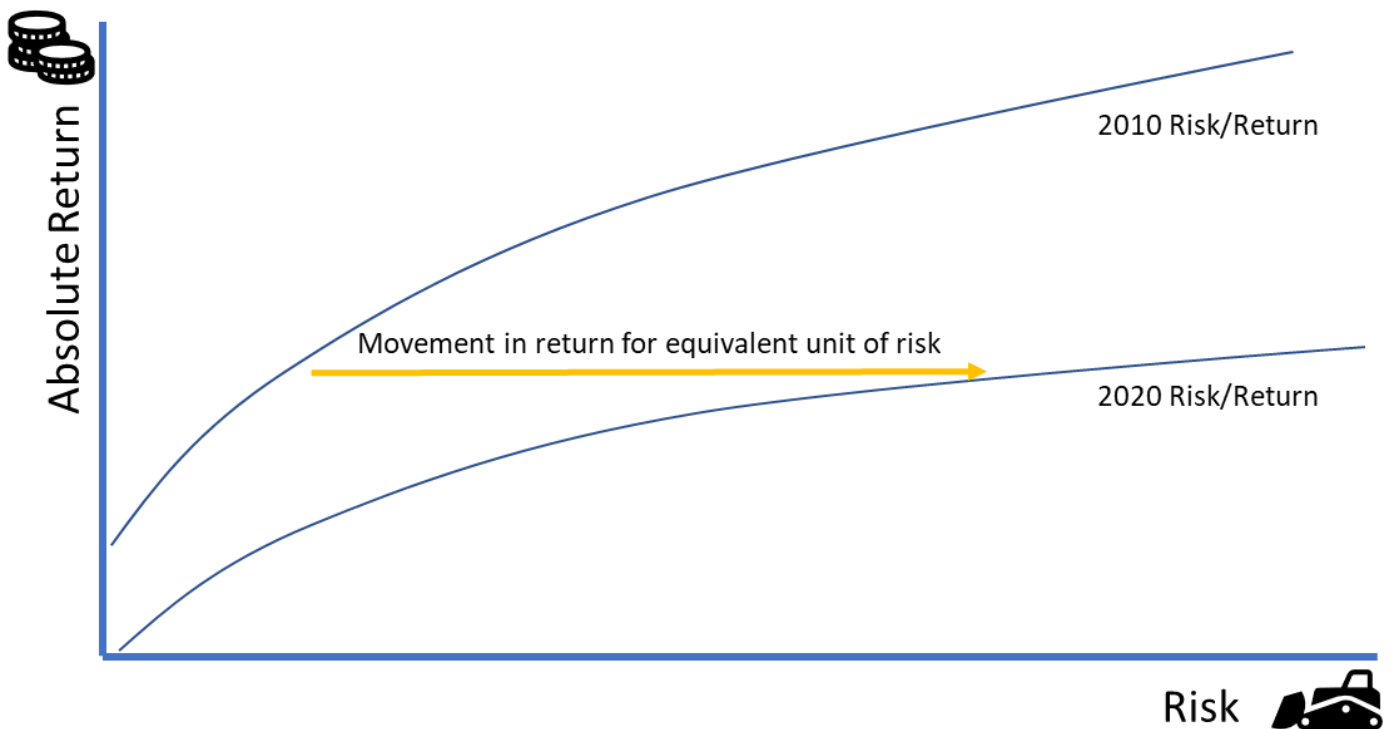 Absolute Return
2010 Risk/Return
Movement in return for equivalent unit of risk
2020 Risk/Return
Risk